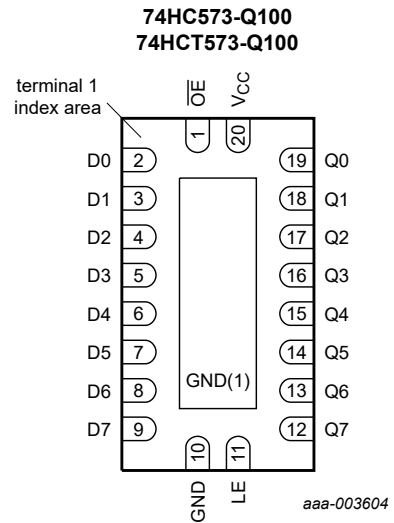 74HC573-Q100
74HCT573-Q100
terminal 1
index area
OE
VCC
1
20
D0 2 19 Q0
D1 3 18 Q1
D2 4 17 Q2
D3 5 16 Q3
D4 6 15 Q4
D5 7 14 Q5
GND(1)
D6 8 13 Q6
D7 9 12 Q7
10
11
GND
LE
aaa-003604